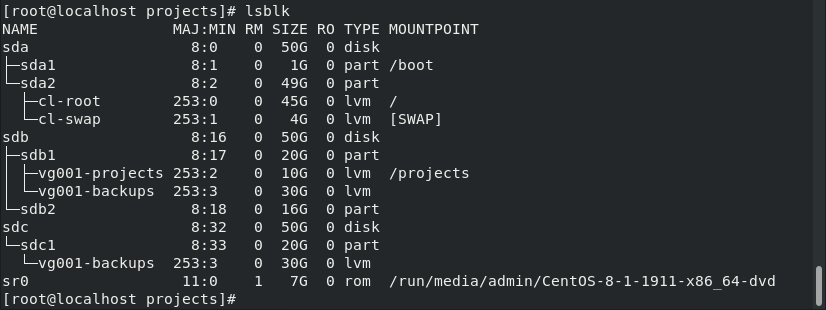 [root@localhost projects]# lsblk
NAME                MAJ:MIN RM  SIZE RO TYPE MOUNTPOINT
sda                   8:0    0   50G  0 disk
├─sda1                8:1    0    1G  0 part /boot
└─sda2                8:2    0   49G  0 part
  ├─cl-root         253:0    0   45G  0 lvm  /
  └─cl-swap         253:1    0    4G  0 lvm  [SWAP]
sdb                   8:16   0   50G  0 disk
├─sdb1                8:17   0   20G  0 part
│ ├─vg001-projects 253:2    0   10G  0 lvm  /projects
│ └─vg001-backups  253:3    0   30G  0 lvm
└─sdb2                8:18   0   16G  0 part
sdc                   8:32   0   50G  0 disk
└─sdc1                8:33   0   20G  0 part
  └─vg001-backups  253:3    0   30G  0 lvm
sr0                  11:0    1    7G  0 rom  /run/media/admin/CentOS-8-1-1911-x86_64-dvd
[root@localhost projects]#